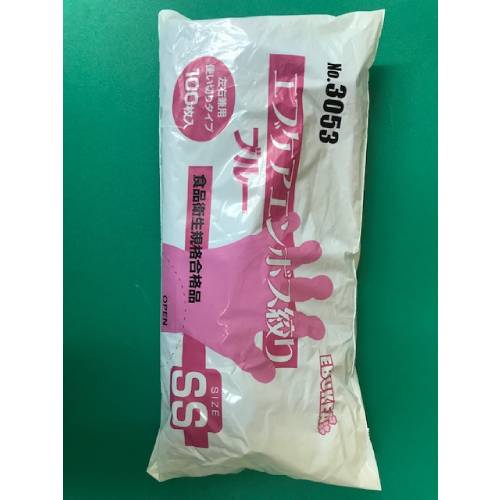 No.3053
エブケアエンボス絞り
ブルー
左右兼用
使い切りタイプ
100枚入
食品衛生規格合格品
OPEN
SIZE
SS